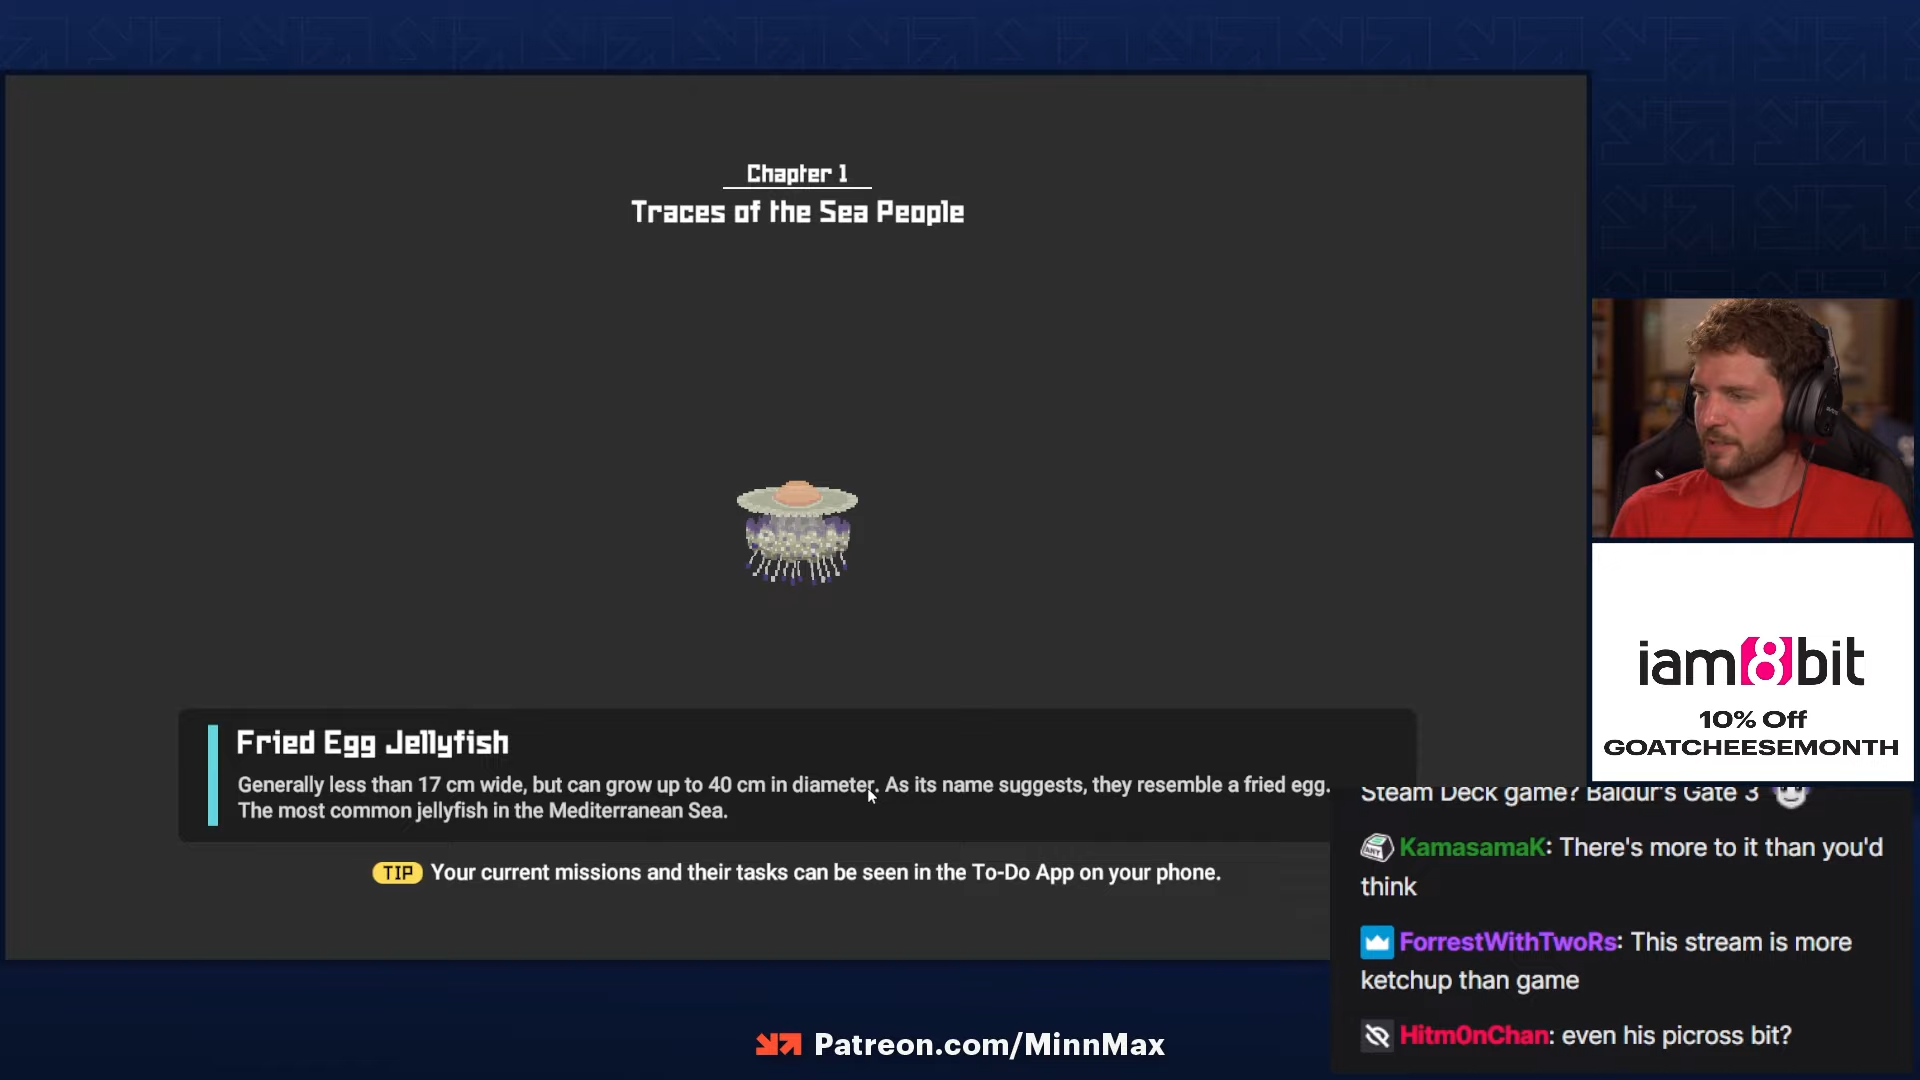 Chapter 1
Traces of the Sea People
Fried Egg Jellyfish
Generally less than 17 cm wide, but can grow up to 40 cm in diameter. As its name suggests, they resemble a fried egg.
The most common jellyfish in the Mediterranean Sea.
TIP Your current missions and their tasks can be seen in the To-Do App on your phone.
iam8bit
10% Off
GOATCHEESEMONTH
Steam Deck game? Baldur's Gate 3
KamasamaK: There's more to it than you'd
think
ForrestWithTwoRs: This stream is more
ketchup than game
Hitm0nChan: even his picross bit?
Patreon.com/MinnMax